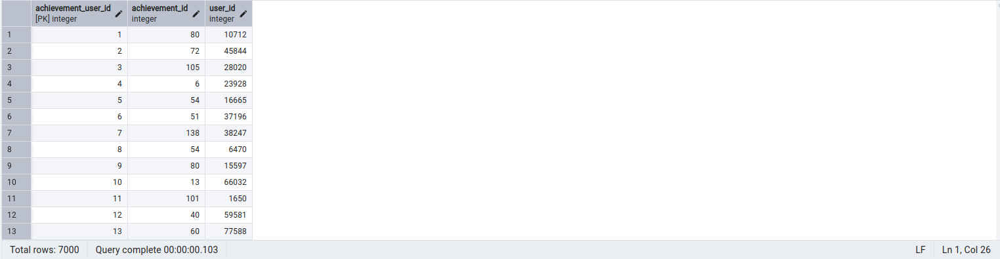 achievement_user_id achievement_id user_id
[PK] integer integer integer
1 1 80 10712
2 2 72 45844
3 3 105 28020
4 4 6 23928
5 5 54 16665
6 6 51 37196
7 7 138 38247
8 8 54 6470
9 9 80 15597
10 10 13 66032
11 11 101 1650
12 12 40 59581
13 13 60 77588
Total rows: 7000 Query complete 00:00:00.103 LF Ln 1, Col 26